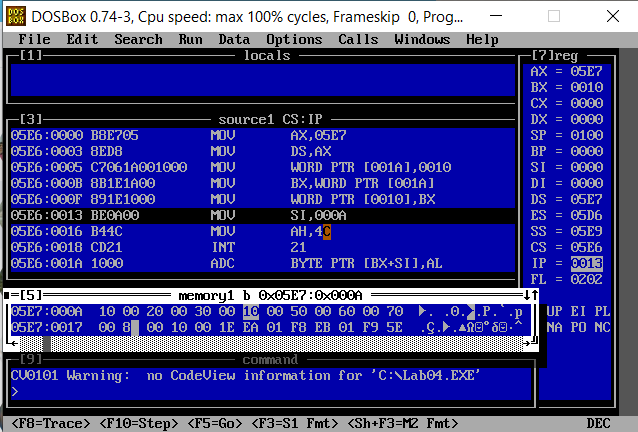 DOSBox 0.74-3, Cpu speed: max 100% cycles, Frameskip 0, Prog...
File Edit Search Run Data Options Calls Windows Help
[1] locals
[3] source1 CS:IP
05E6:0000 B8E705 MOV AX,05E7
05E6:0003 8ED8 MOV DS,AX
05E6:0005 C7061A001000 MOV WORD PTR [001A],0010
05E6:000B 8B1E1A00 MOV BX,WORD PTR [001A]
05E6:000F 891E1000 MOV WORD PTR [0010],BX
05E6:0013 BE0A00 MOV SI,000A
05E6:0016 B44C MOV AH,4C
05E6:0018 CD21 INT 21
05E6:001A 1000 ADC BYTE PTR [BX+SI],AL
[7]reg
AX = 05E7
BX = 0010
CX = 0000
DX = 0000
SP = 0100
BP = 0000
SI = 0000
DI = 0000
DS = 05E7
ES = 05D6
SS = 05E9
CS = 05E6
IP = 0013
FL = 0202
UP EI PL
NA PO NC
[5] memory1 b 0x05E7:0x000A
05E7:000A 10 00 20 00 30 00 10 00 50 00 60 00 70
05E7:0017 00 8 00 10 00 1E EA 01 F8 EB 01 F9 5E
[9] command
CV0101 Warning: no CodeView information for 'C:\Lab04.EXE'
>
<F8=Trace> <F10=Step> <F5=Go> <F3=S1 Fmt> <Sh+F3=M2 Fmt> DEC